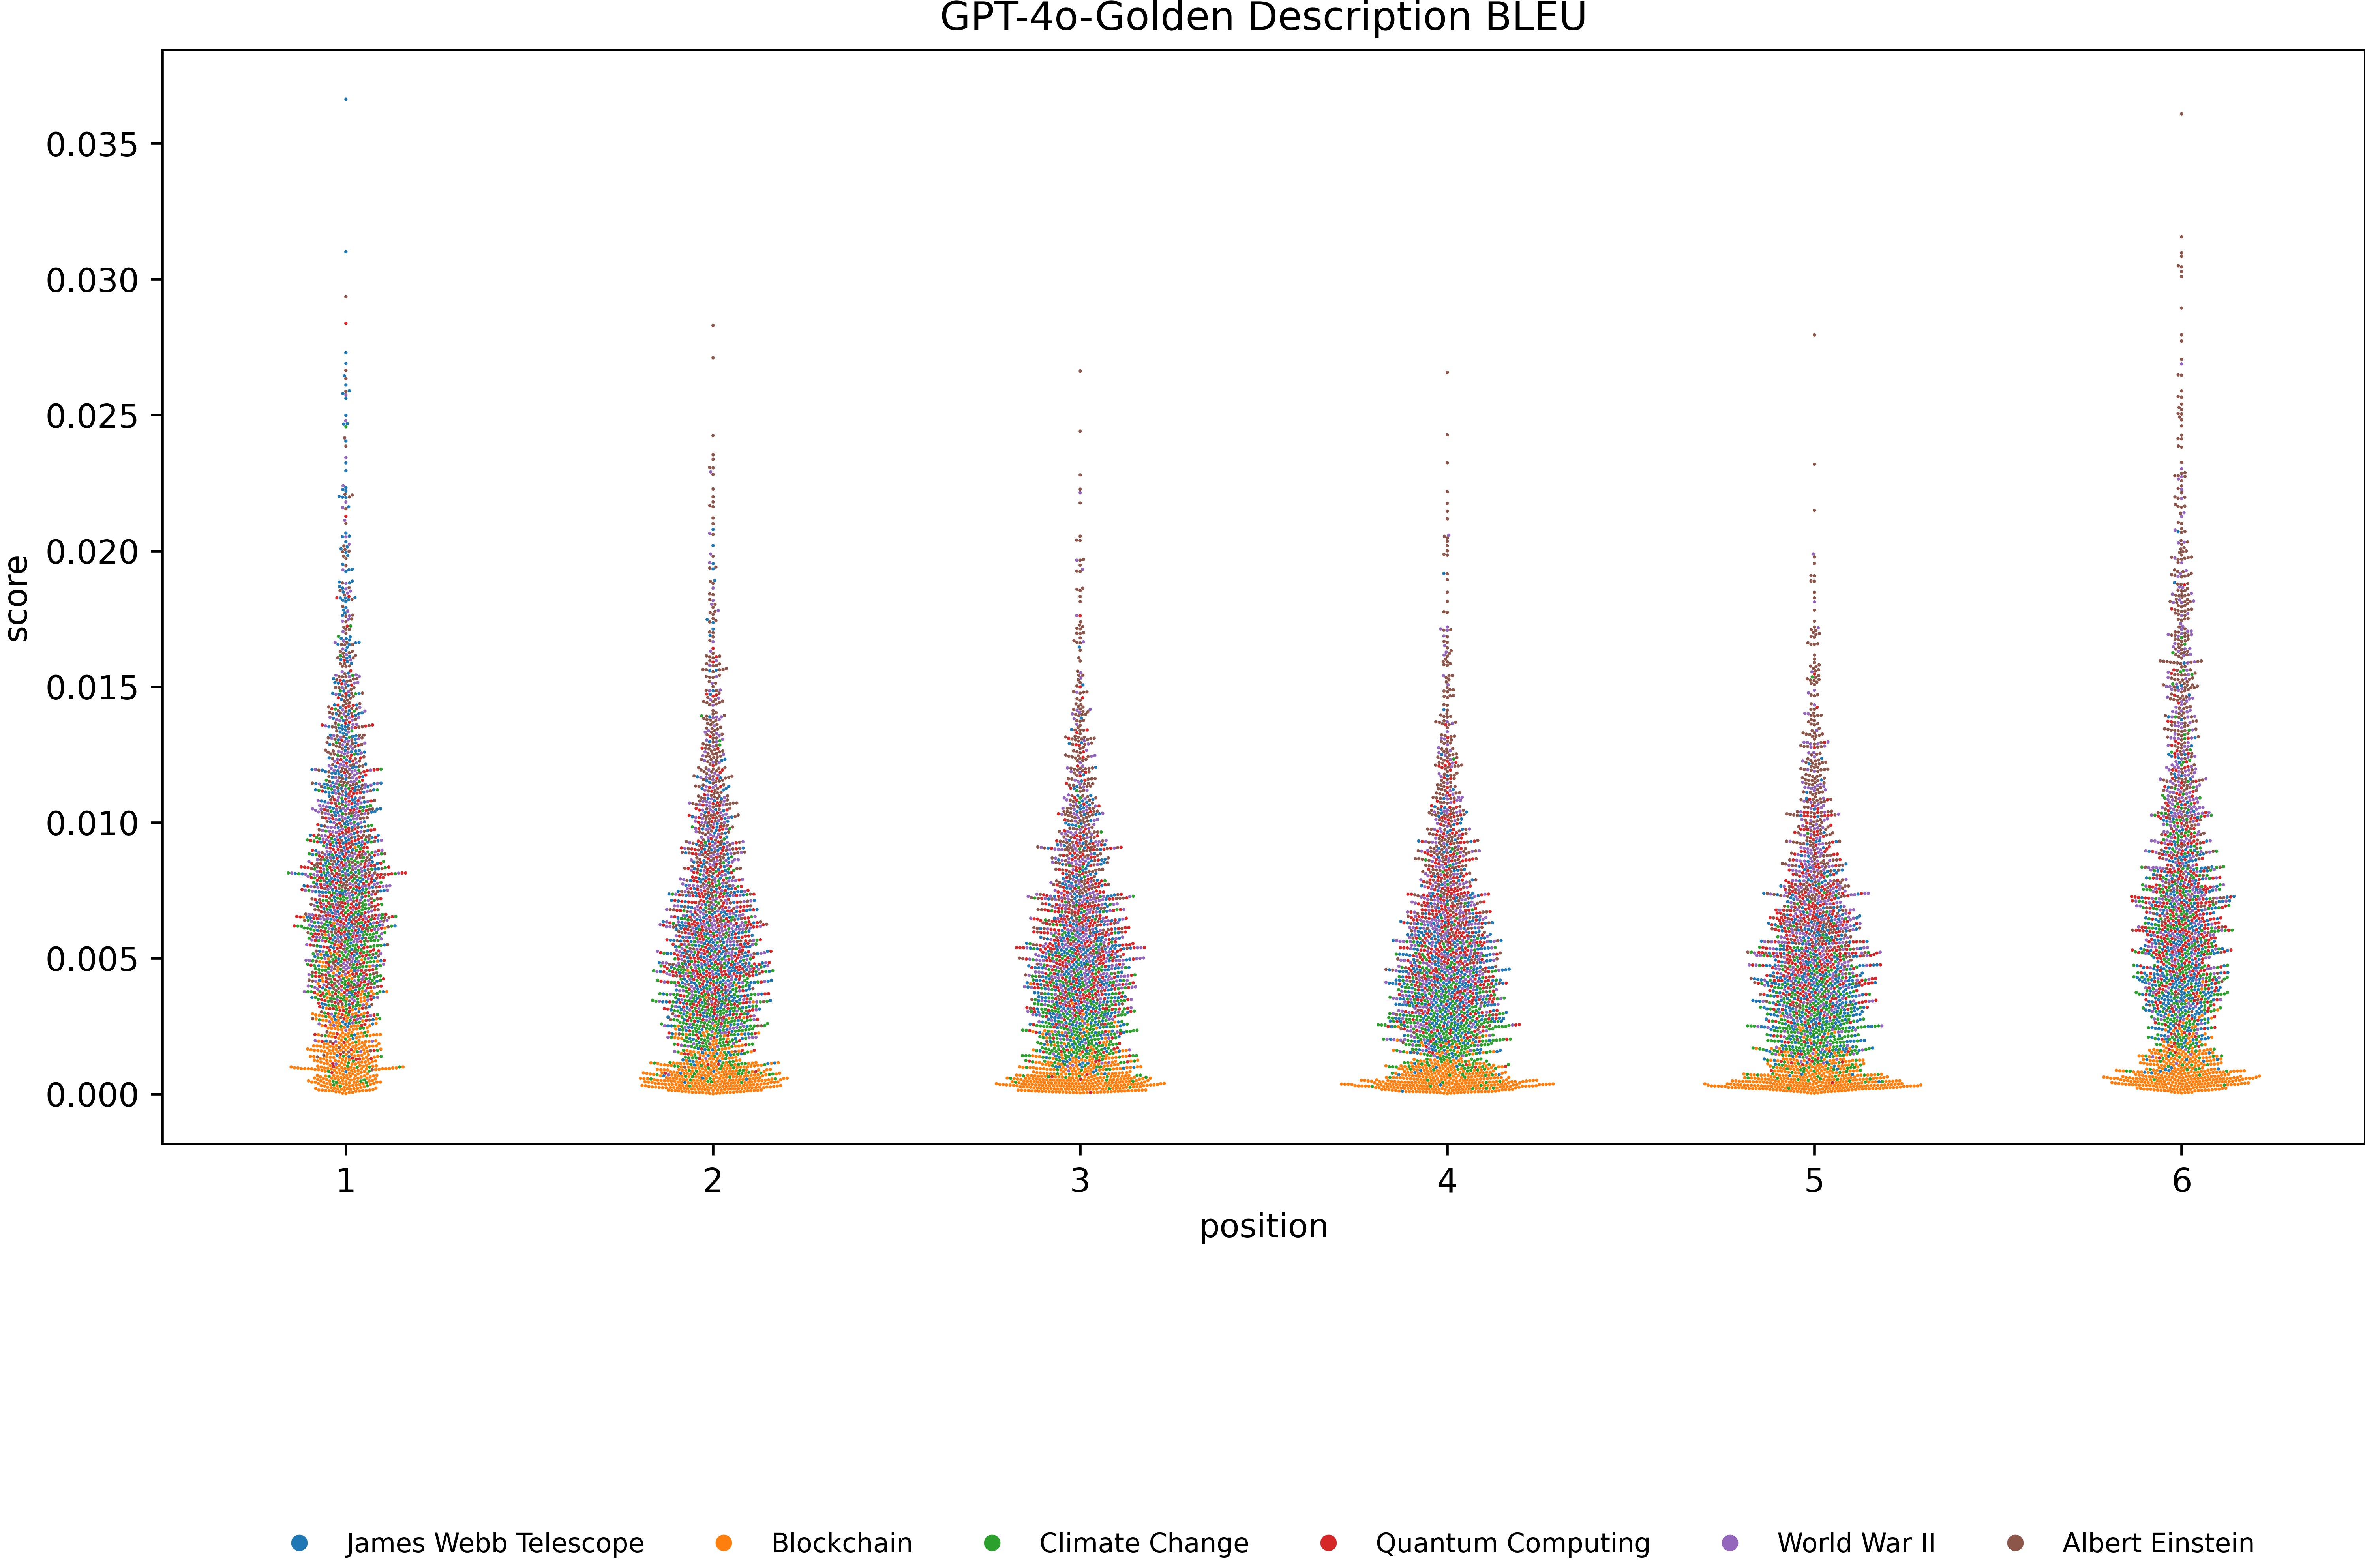 GPT-4o-Golden Description BLEU
score
0.035
0.030
0.025
0.020
0.015
0.010
0.005
0.000
1 2 3 4 5 6
position
James Webb Telescope Blockchain Climate Change Quantum Computing World War II Albert Einstein